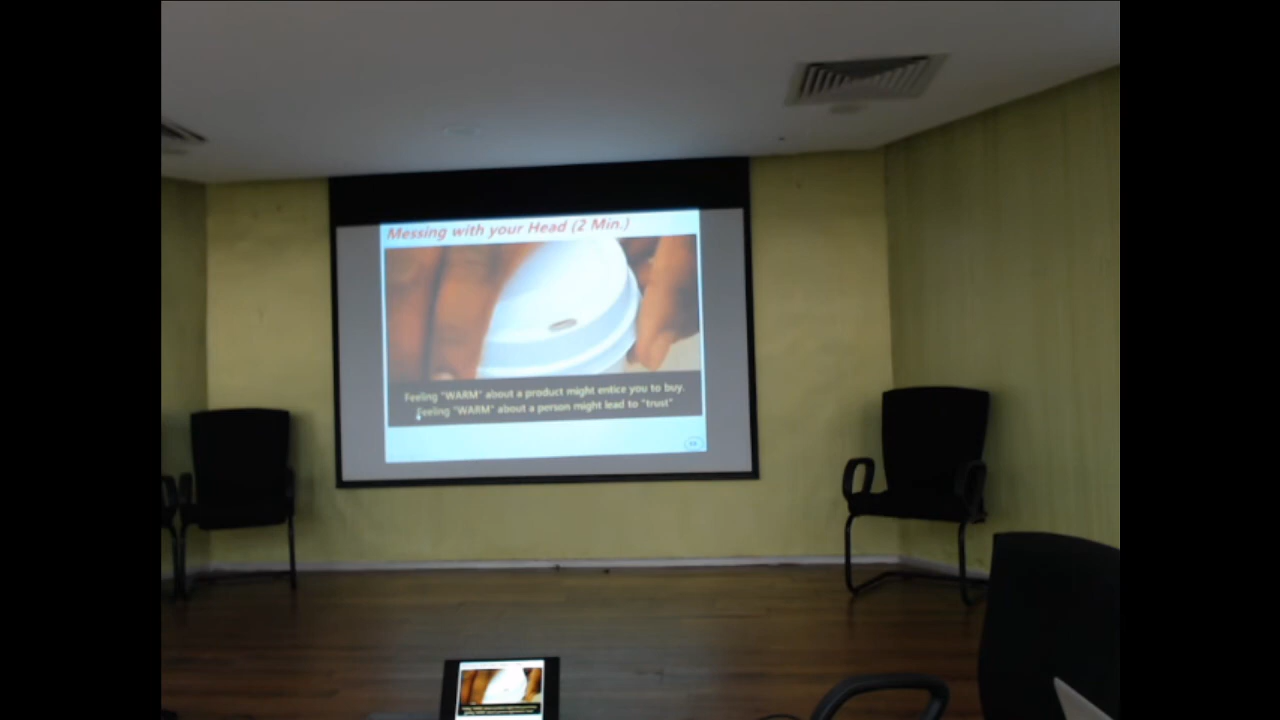 Messing with your Head (2 Min.)
Feeling "WARM" about a product might entice you to buy.
Feeling "WARM" about a person might lead to "trust"